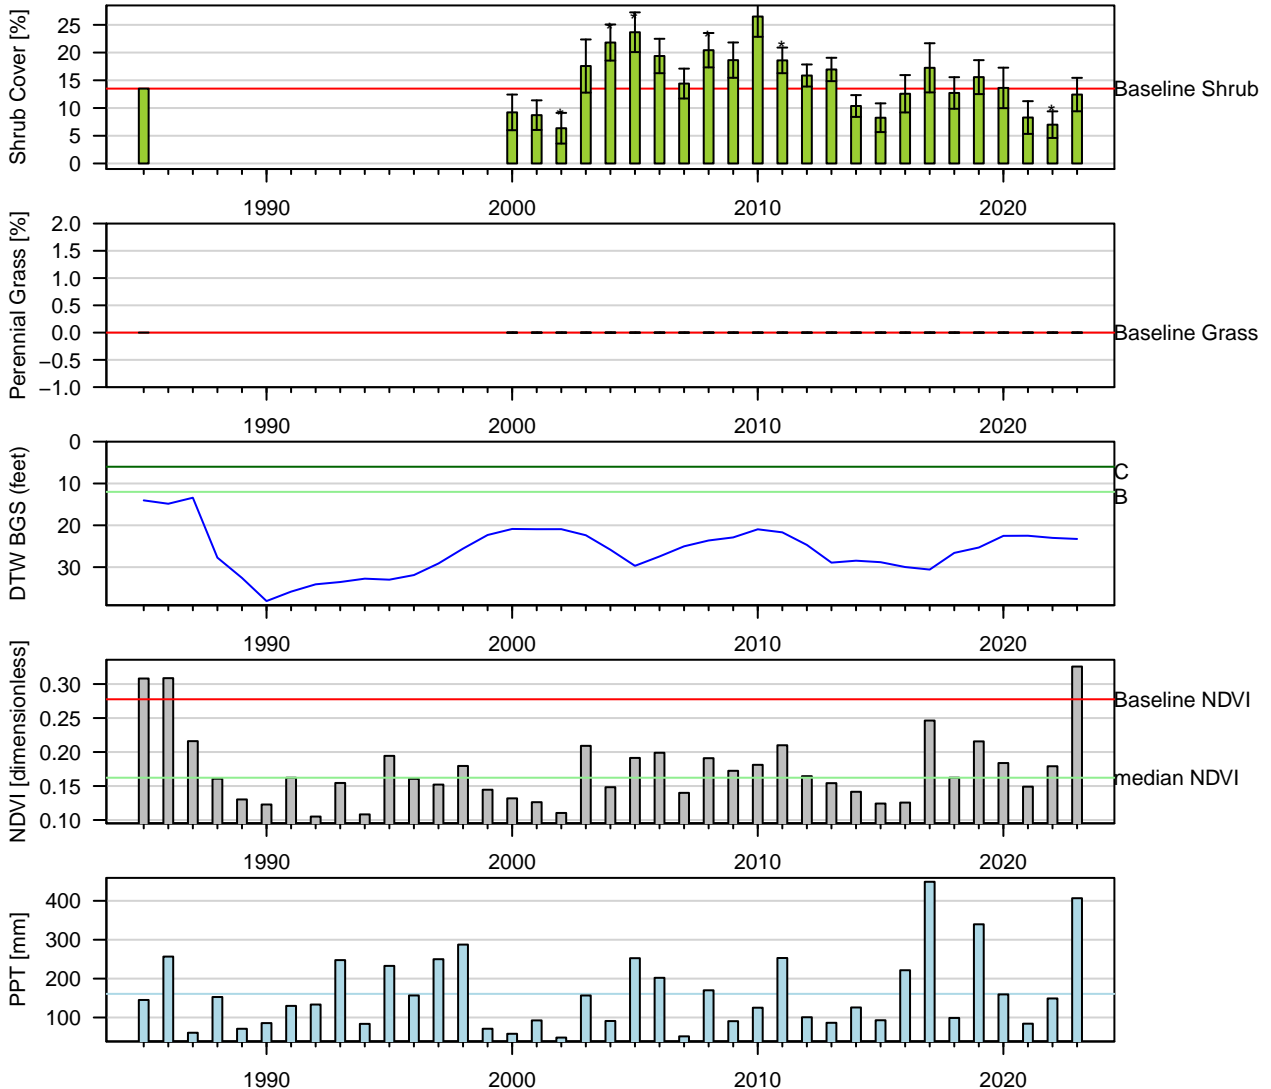 Shrub Cover [%]
25
20
15
10
5
0
*
*
*
*
*
*
Baseline Shrub
1990 2000 2010 2020
Perennial Grass [%]
2.0
1.5
1.0
0.5
0.0
−0.5
−1.0
Baseline Grass
1990 2000 2010 2020
DTW BGS (feet)
0
10
20
30
C
B
1990 2000 2010 2020
NDVI [dimensionless]
0.30
0.25
0.20
0.15
0.10
Baseline NDVI
median NDVI
1990 2000 2010 2020
PPT [mm]
400
300
200
100
1990 2000 2010 2020